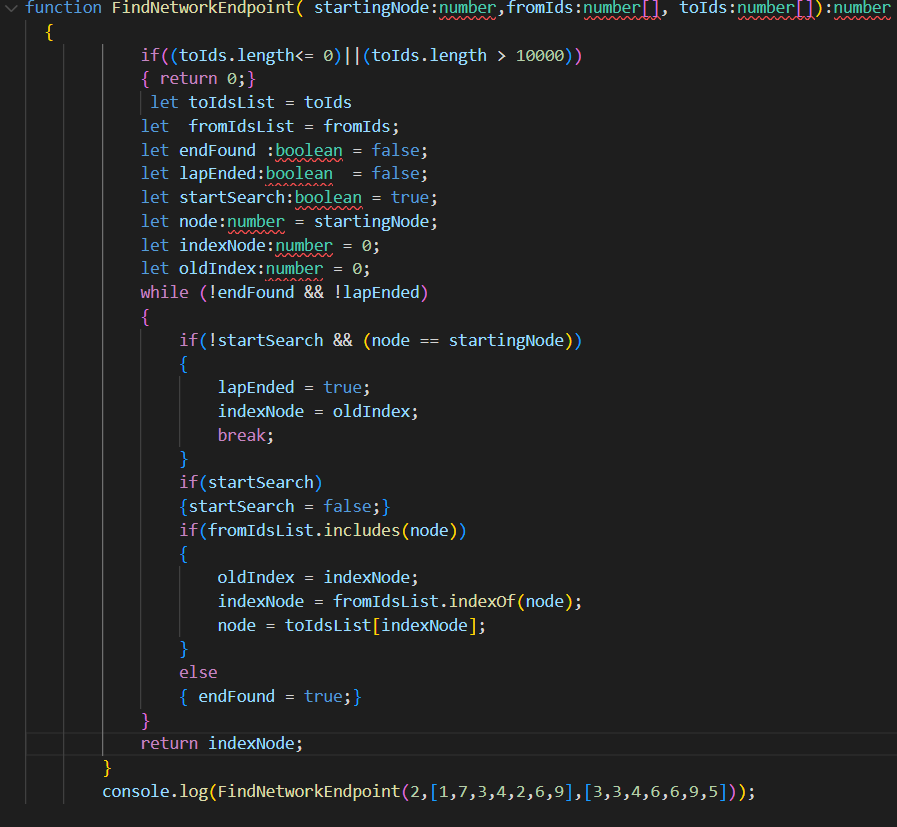 function FindNetworkEndpoint( startingNode:number,fromIds:number[], toIds:number[]):number
{
if((toIds.length<= 0)||(toIds.length > 10000))
{ return 0;}
let toIdsList = toIds
let  fromIdsList = fromIds;
let endFound :boolean = false;
let lapEnded:boolean  = false;
let startSearch:boolean = true;
let node:number = startingNode;
let indexNode:number = 0;
let oldIndex:number = 0;
while (!endFound && !lapEnded)
{
if(!startSearch && (node == startingNode))
{
lapEnded = true;
indexNode = oldIndex;
break;
}
if(startSearch)
{startSearch = false;}
if(fromIdsList.includes(node))
{
oldIndex = indexNode;
indexNode = fromIdsList.indexOf(node);
node = toIdsList[indexNode];
}
else
{ endFound = true;}
}
return indexNode;
}
console.log(FindNetworkEndpoint(2,[1,7,3,4,2,6,9],[3,3,4,6,6,9,5]));